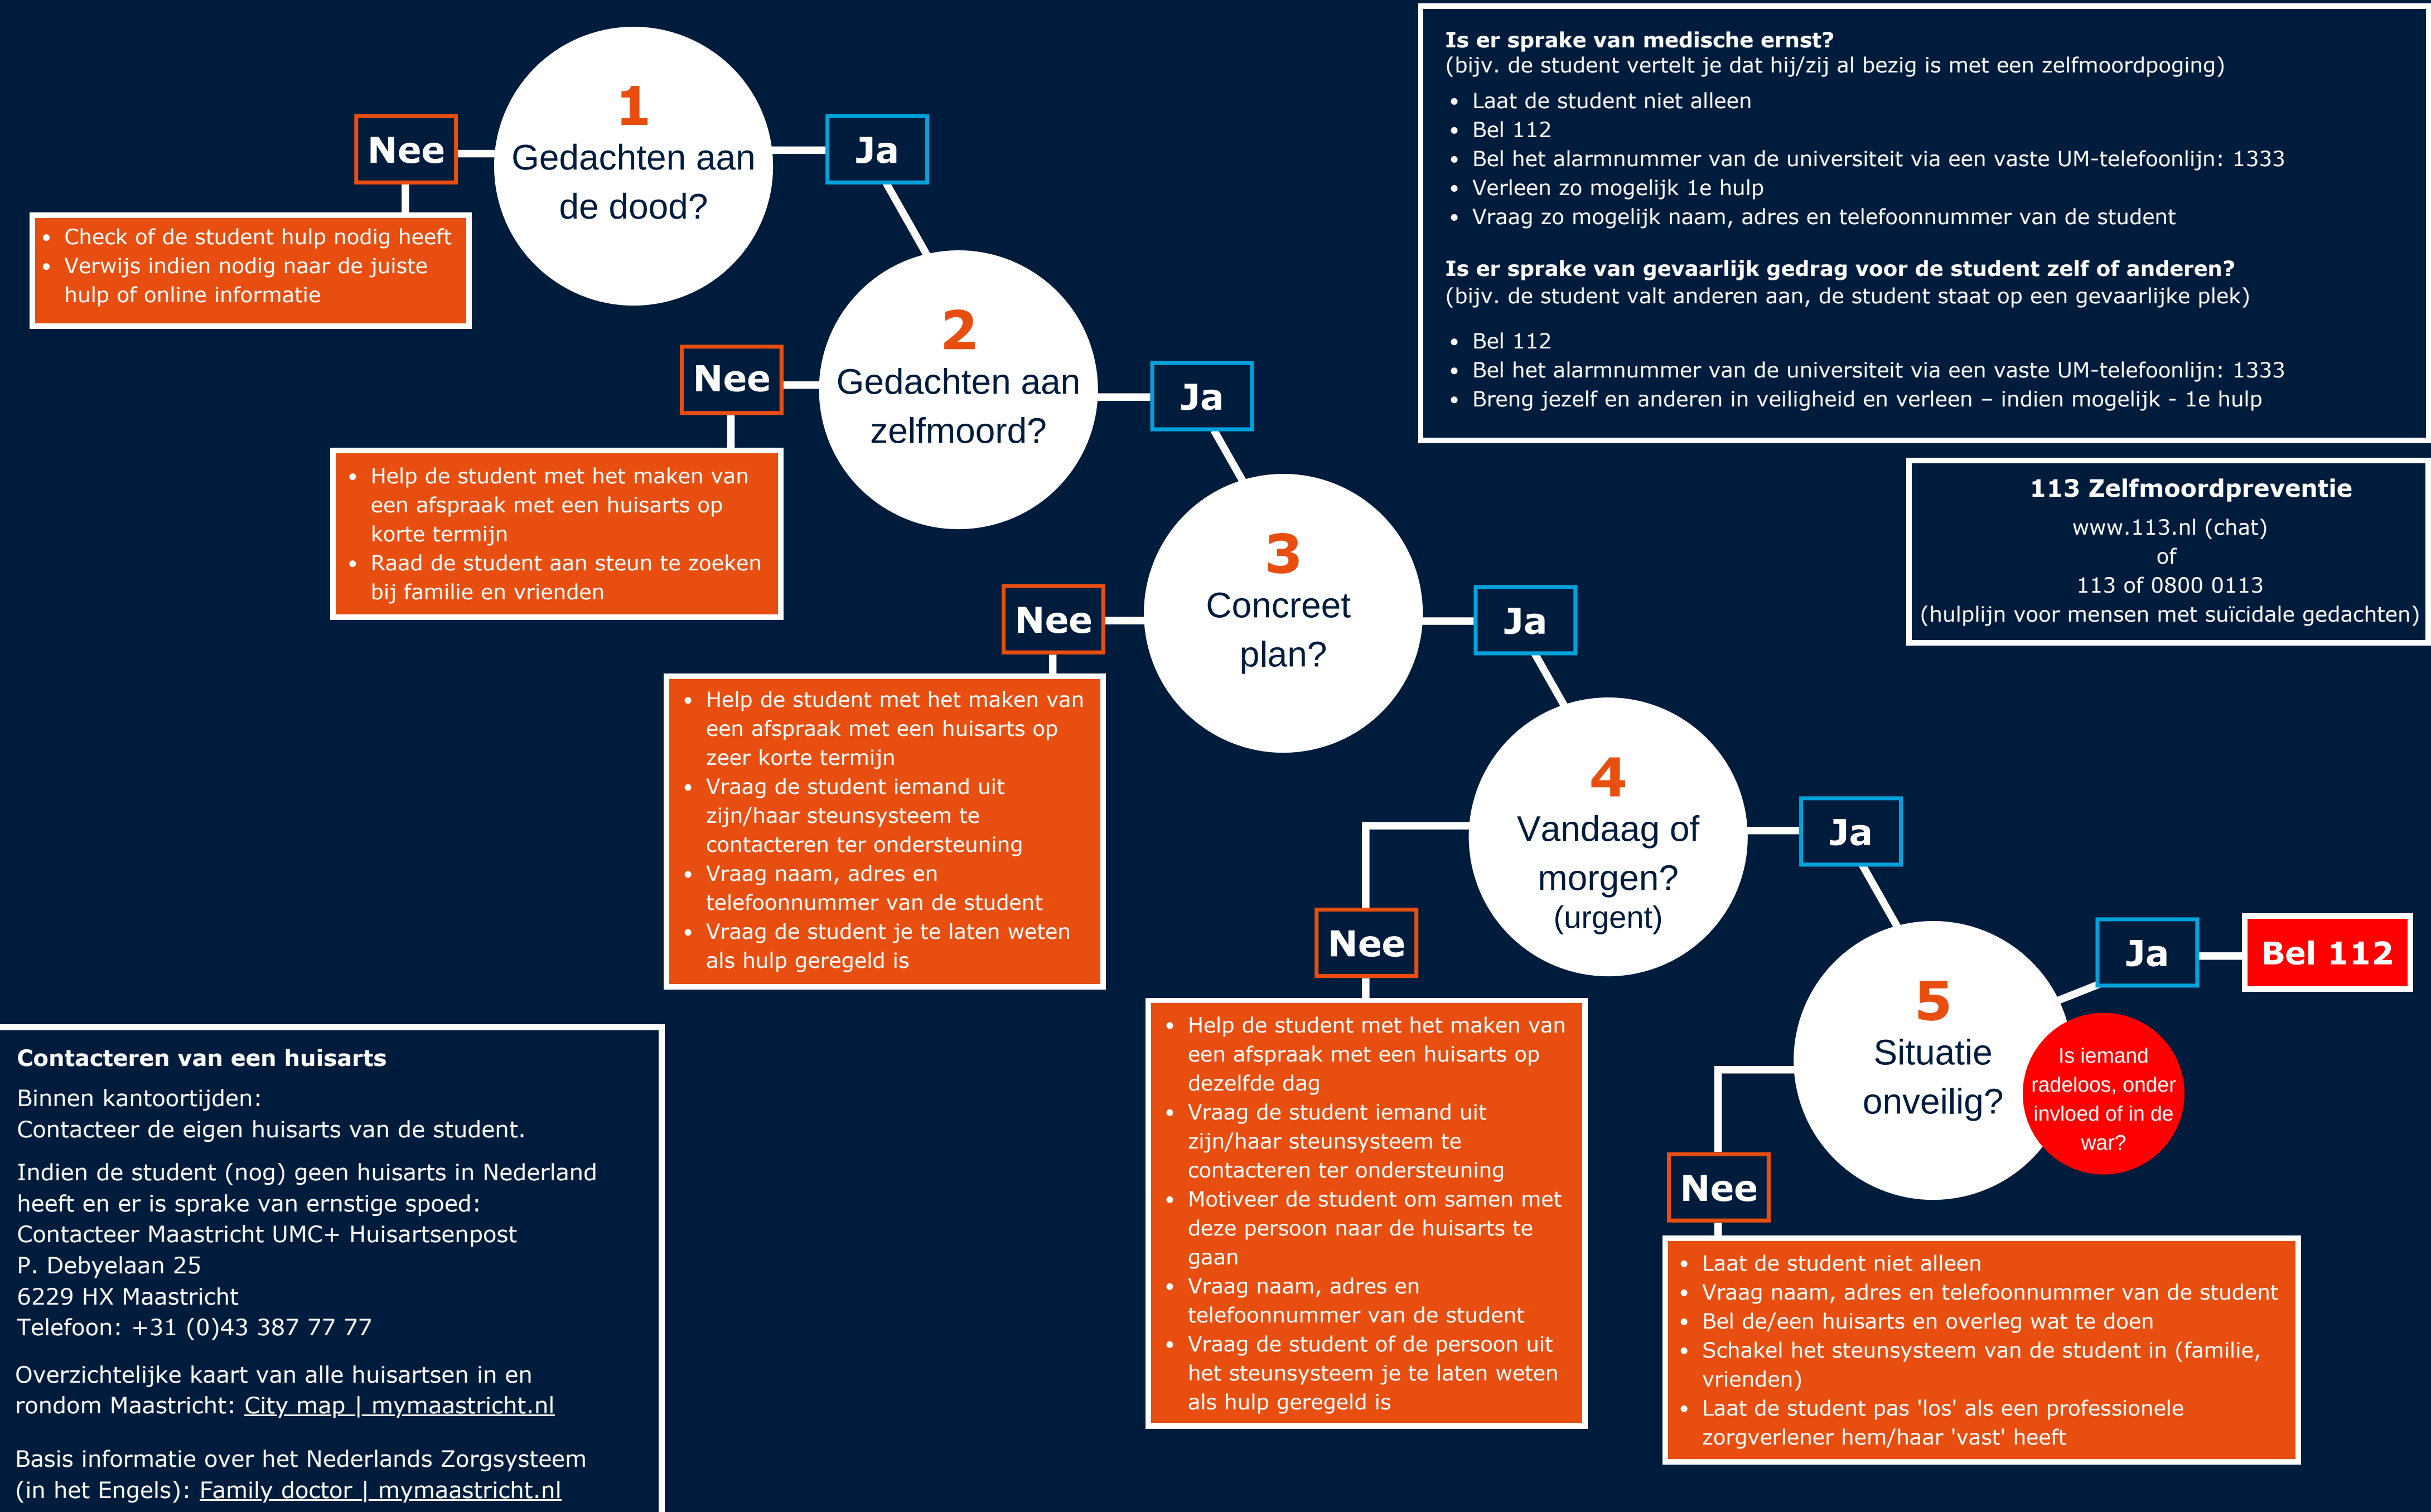 1
Gedachten aan
de dood?
Nee
Ja
• Check of de student hulp nodig heeft
• Verwijs indien nodig naar de juiste
hulp of online informatie
2
Gedachten aan
zelfmoord?
Nee
Ja
• Help de student met het maken van
een afspraak met een huisarts op
korte termijn
• Raad de student aan steun te zoeken
bij familie en vrienden
3
Concreet
plan?
Nee
Ja
• Help de student met het maken van
een afspraak met een huisarts op
zeer korte termijn
• Vraag de student iemand uit
zijn/haar steunsysteem te
contacteren ter ondersteuning
• Vraag naam, adres en
telefoonnummer van de student
• Vraag de student je te laten weten
als hulp geregeld is
4
Vandaag of
morgen?
(urgent)
Nee
Ja
• Help de student met het maken van
een afspraak met een huisarts op
dezelfde dag
• Vraag de student iemand uit
zijn/haar steunsysteem te
contacteren ter ondersteuning
• Motiveer de student om samen met
deze persoon naar de huisarts te
gaan
• Vraag naam, adres en
telefoonnummer van de student
• Vraag de student of de persoon uit
het steunsysteem je te laten weten
als hulp geregeld is
5
Situatie
onveilig?
Is iemand
radeloos, onder
invloed of in de
war?
Ja
Bel 112
Nee
• Laat de student niet alleen
• Vraag naam, adres en telefoonnummer van de student
• Bel de/een huisarts en overleg wat te doen
• Schakel het steunsysteem van de student in (familie,
vrienden)
• Laat de student pas 'los' als een professionele
zorgverlener hem/haar 'vast' heeft
Is er sprake van medische ernst?
(bijv. de student vertelt je dat hij/zij al bezig is met een zelfmoordpoging)
• Laat de student niet alleen
• Bel 112
• Bel het alarmnummer van de universiteit via een vaste UM-telefoonlijn: 1333
• Verleen zo mogelijk 1e hulp
• Vraag zo mogelijk naam, adres en telefoonnummer van de student
Is er sprake van gevaarlijk gedrag voor de student zelf of anderen?
(bijv. de student valt anderen aan, de student staat op een gevaarlijke plek)
• Bel 112
• Bel het alarmnummer van de universiteit via een vaste UM-telefoonlijn: 1333
• Breng jezelf en anderen in veiligheid en verleen – indien mogelijk - 1e hulp
113 Zelfmoordpreventie
www.113.nl (chat)
of
113 of 0800 0113
(hulplijn voor mensen met suïcidale gedachten)
Contacteren van een huisarts
Binnen kantoortijden:
Contacteer de eigen huisarts van de student.
Indien de student (nog) geen huisarts in Nederland
heeft en er is sprake van ernstige spoed:
Contacteer Maastricht UMC+ Huisartsenpost
P. Debyelaan 25
6229 HX Maastricht
Telefoon: +31 (0)43 387 77 77
Overzichtelijke kaart van alle huisartsen in en
rondom Maastricht: City map | mymaastricht.nl
Basis informatie over het Nederlands Zorgsysteem
(in het Engels): Family doctor | mymaastricht.nl